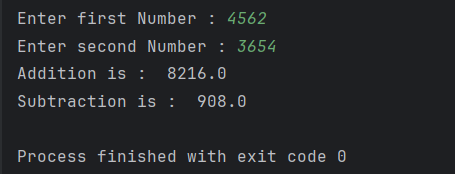 Enter first Number : 4562
Enter second Number : 3654
Addition is :  8216.0
Subtraction is :  908.0
Process finished with exit code 0